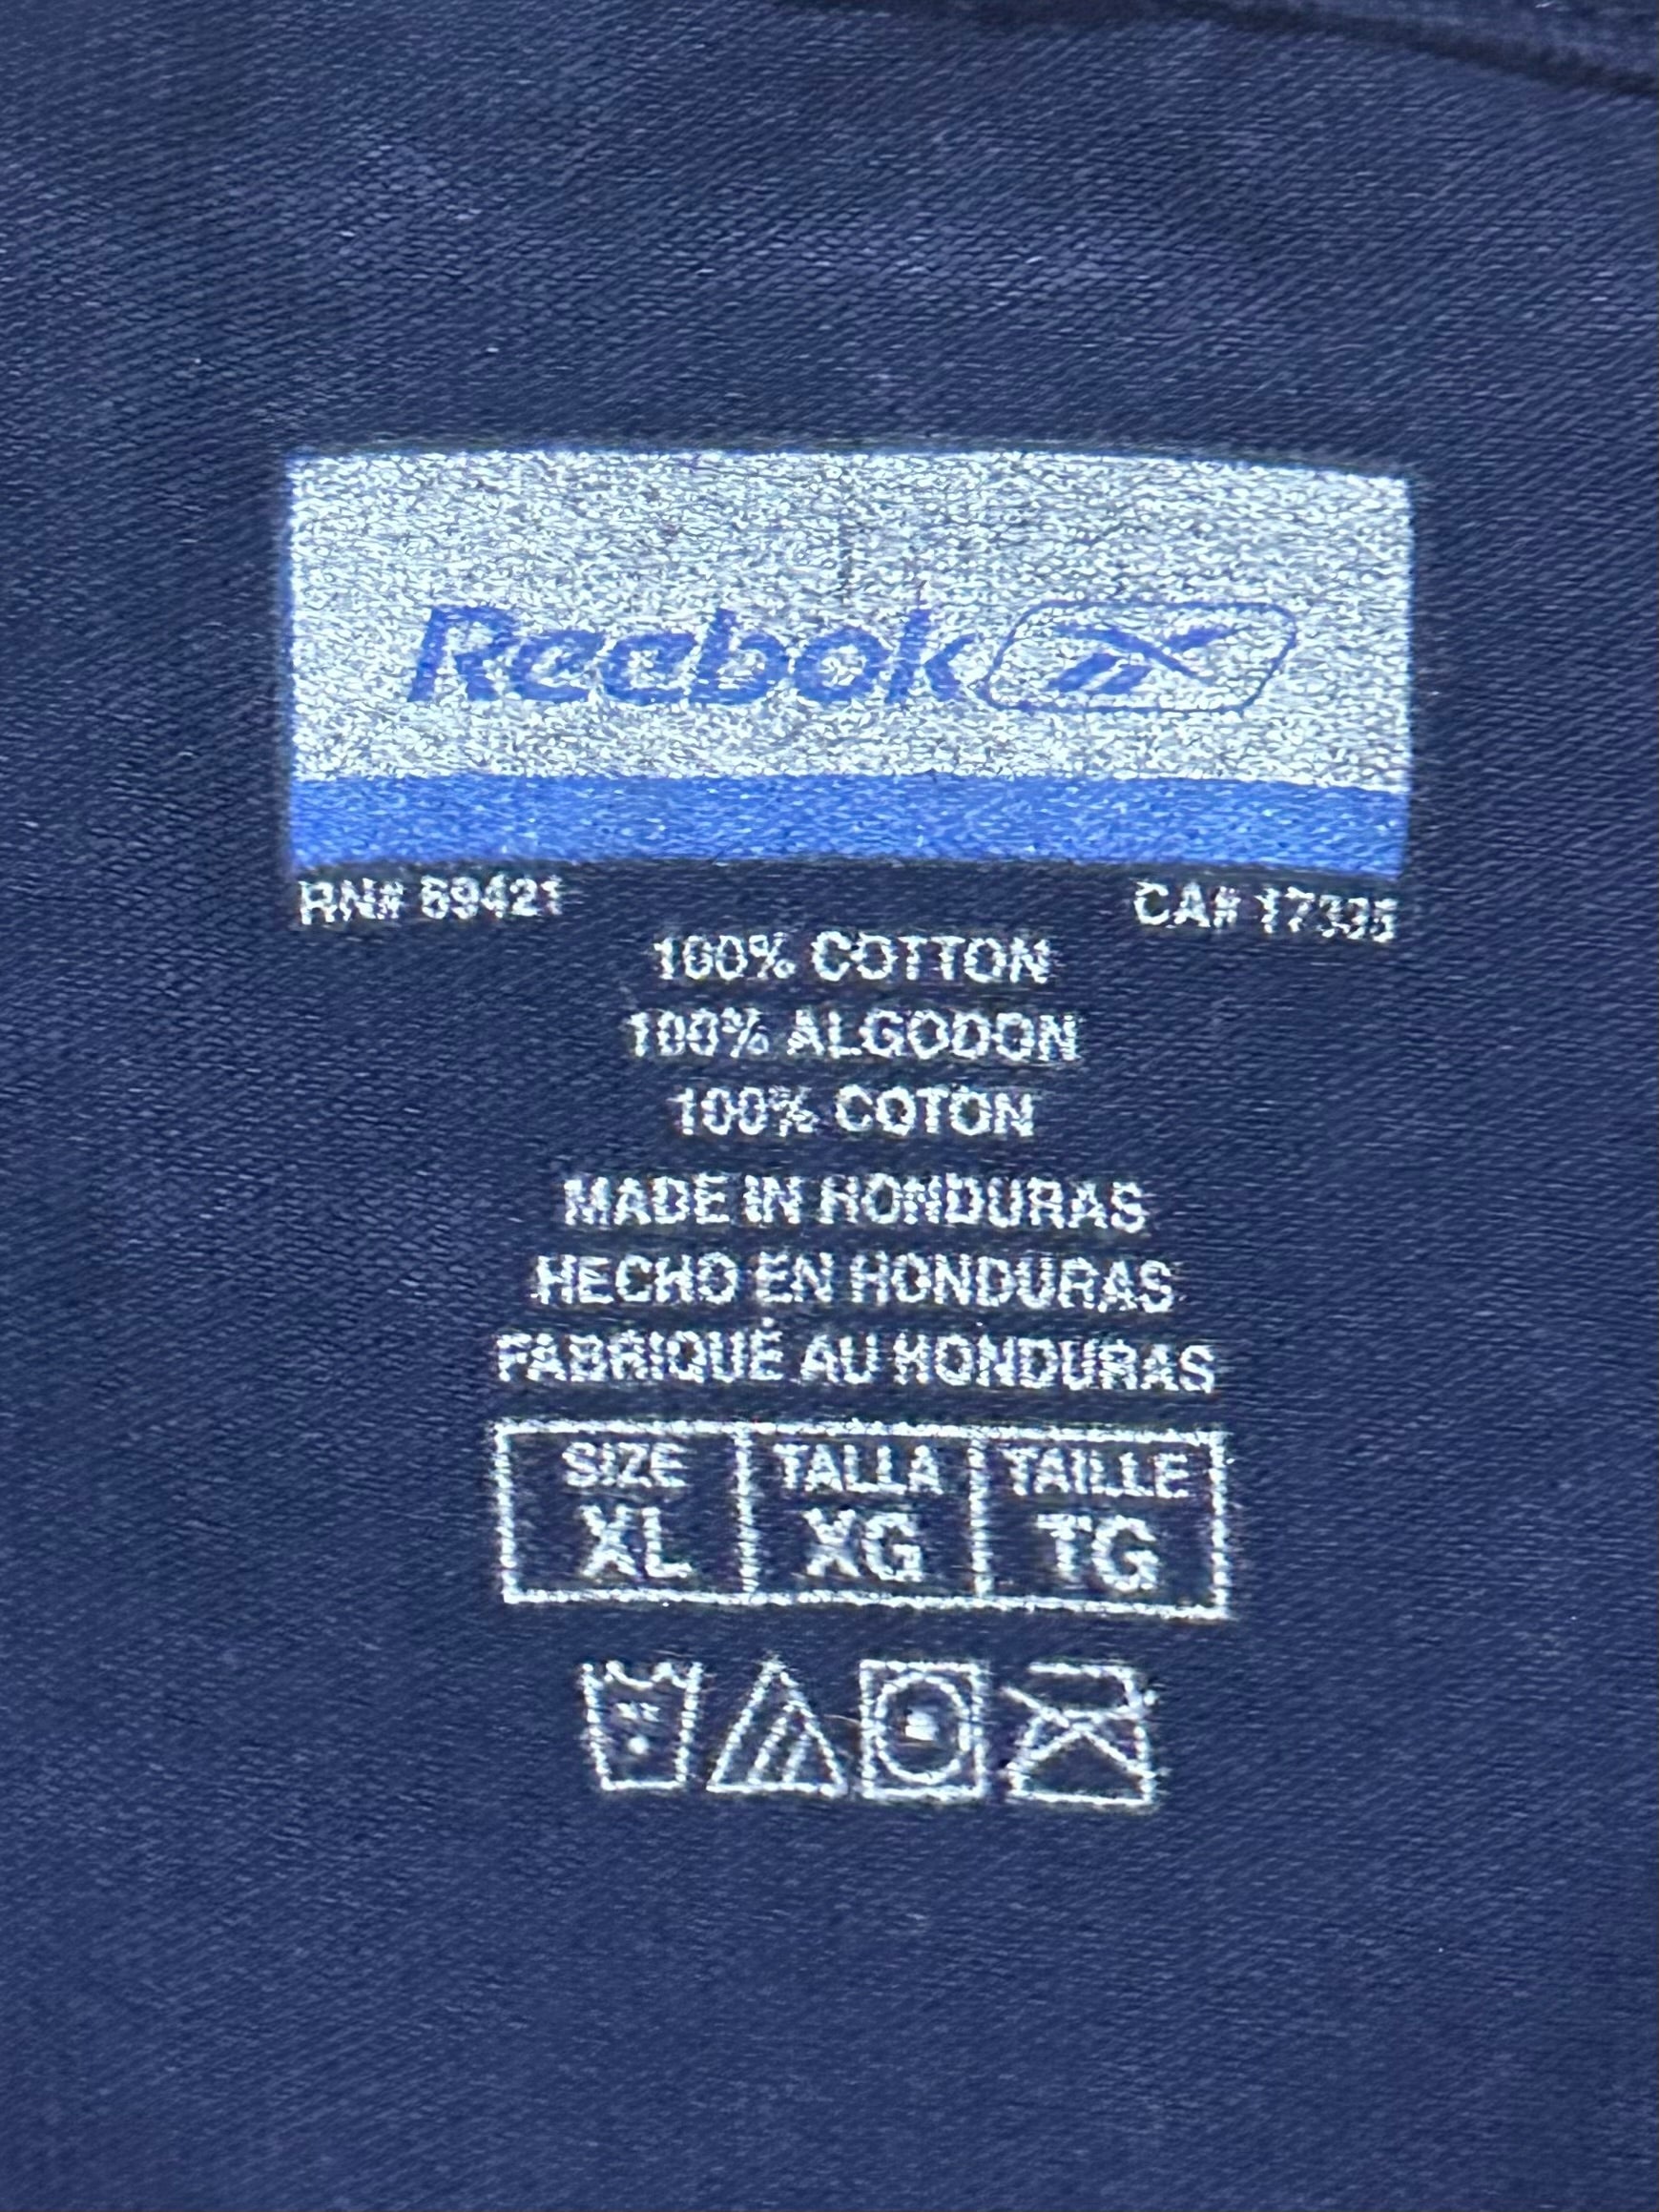 Reebok
RN# 69421 CA# 17335
100% COTTON
100% ALGODON
100% COTON
MADE IN HONDURAS
HECHO EN HONDURAS
FABRIQUÉ AU HONDURAS
SIZE TALLA TAILLE
XL XG TG